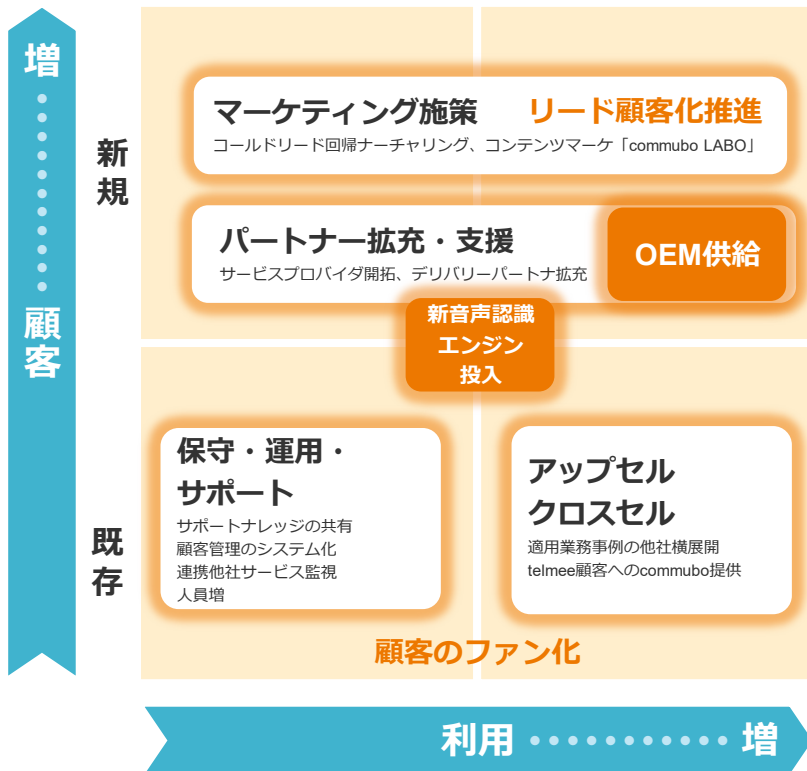 増
顧客
新規
マーケティング施策 リード顧客化推進
コールドリード回帰ナーチャリング、コンテンツマーケ「commubo LABO」
パートナー拡充・支援
サービスプロバイダ開拓、デリバリーパートナ拡充
OEM供給
新音声認識
エンジン
投入
既存
保守・運用・
サポート
サポートナレッジの共有
顧客管理のシステム化
連携他社サービス監視
人員増
アップセル
クロスセル
適用業務事例の他社横展開
telmee顧客へのcommubo提供
顧客のファン化
利用 ・・・・・・・・・・・ 増